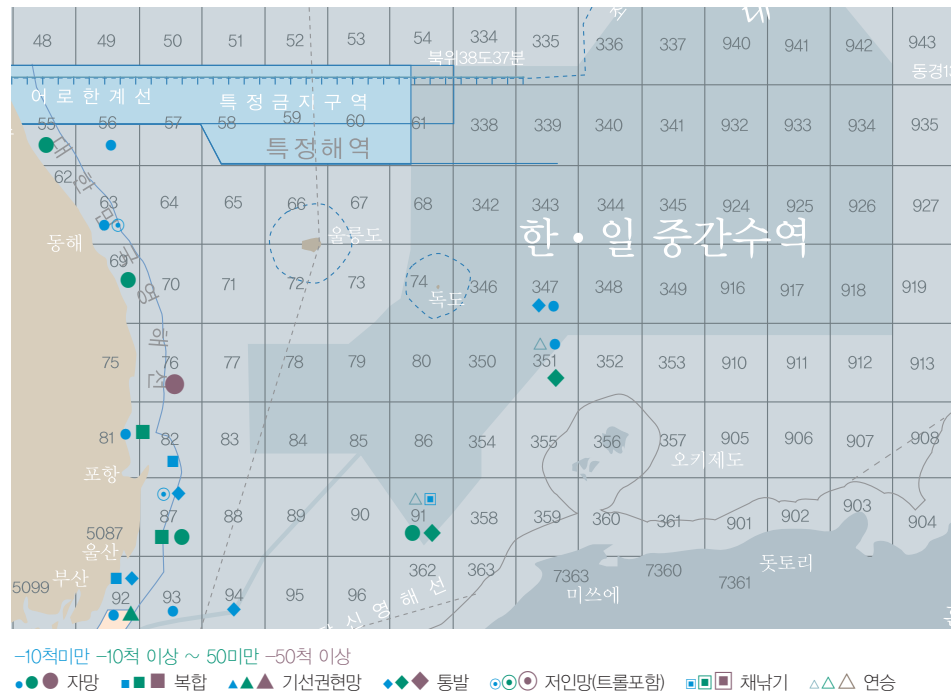 48 49 50 51 52 53 54 334 335 336 337 940 941 942 943
북위38도37분
동경13
어로한계선 특정금지구역
55 56 57 58 59 60 61 338 339 340 341 932 933 934 935
특정해역
대한민국영해선
62 63 64 65 66 67 68 342 343 344 345 924 925 926 927
동해 울릉도 한·일 중간수역
69 70 71 72 73 74 346 347 348 349 916 917 918 919
독도
75 76 77 78 79 80 350 351 352 353 910 911 912 913
81 82 83 84 85 86 354 355 356 357 905 906 907 908
포항 오키제도
5087 87 88 89 90 91 358 359 360 361 901 902 903 904
울산
부산
5099 92 93 94 95 96 362 363 7363 7360 7361
미쓰에 돗토리
신영해선
-10척미만 -10척 이상 ~ 50미만 -50척 이상
자망 복합 기선권현망 통발 저인망(트롤포함) 채낚기 연승